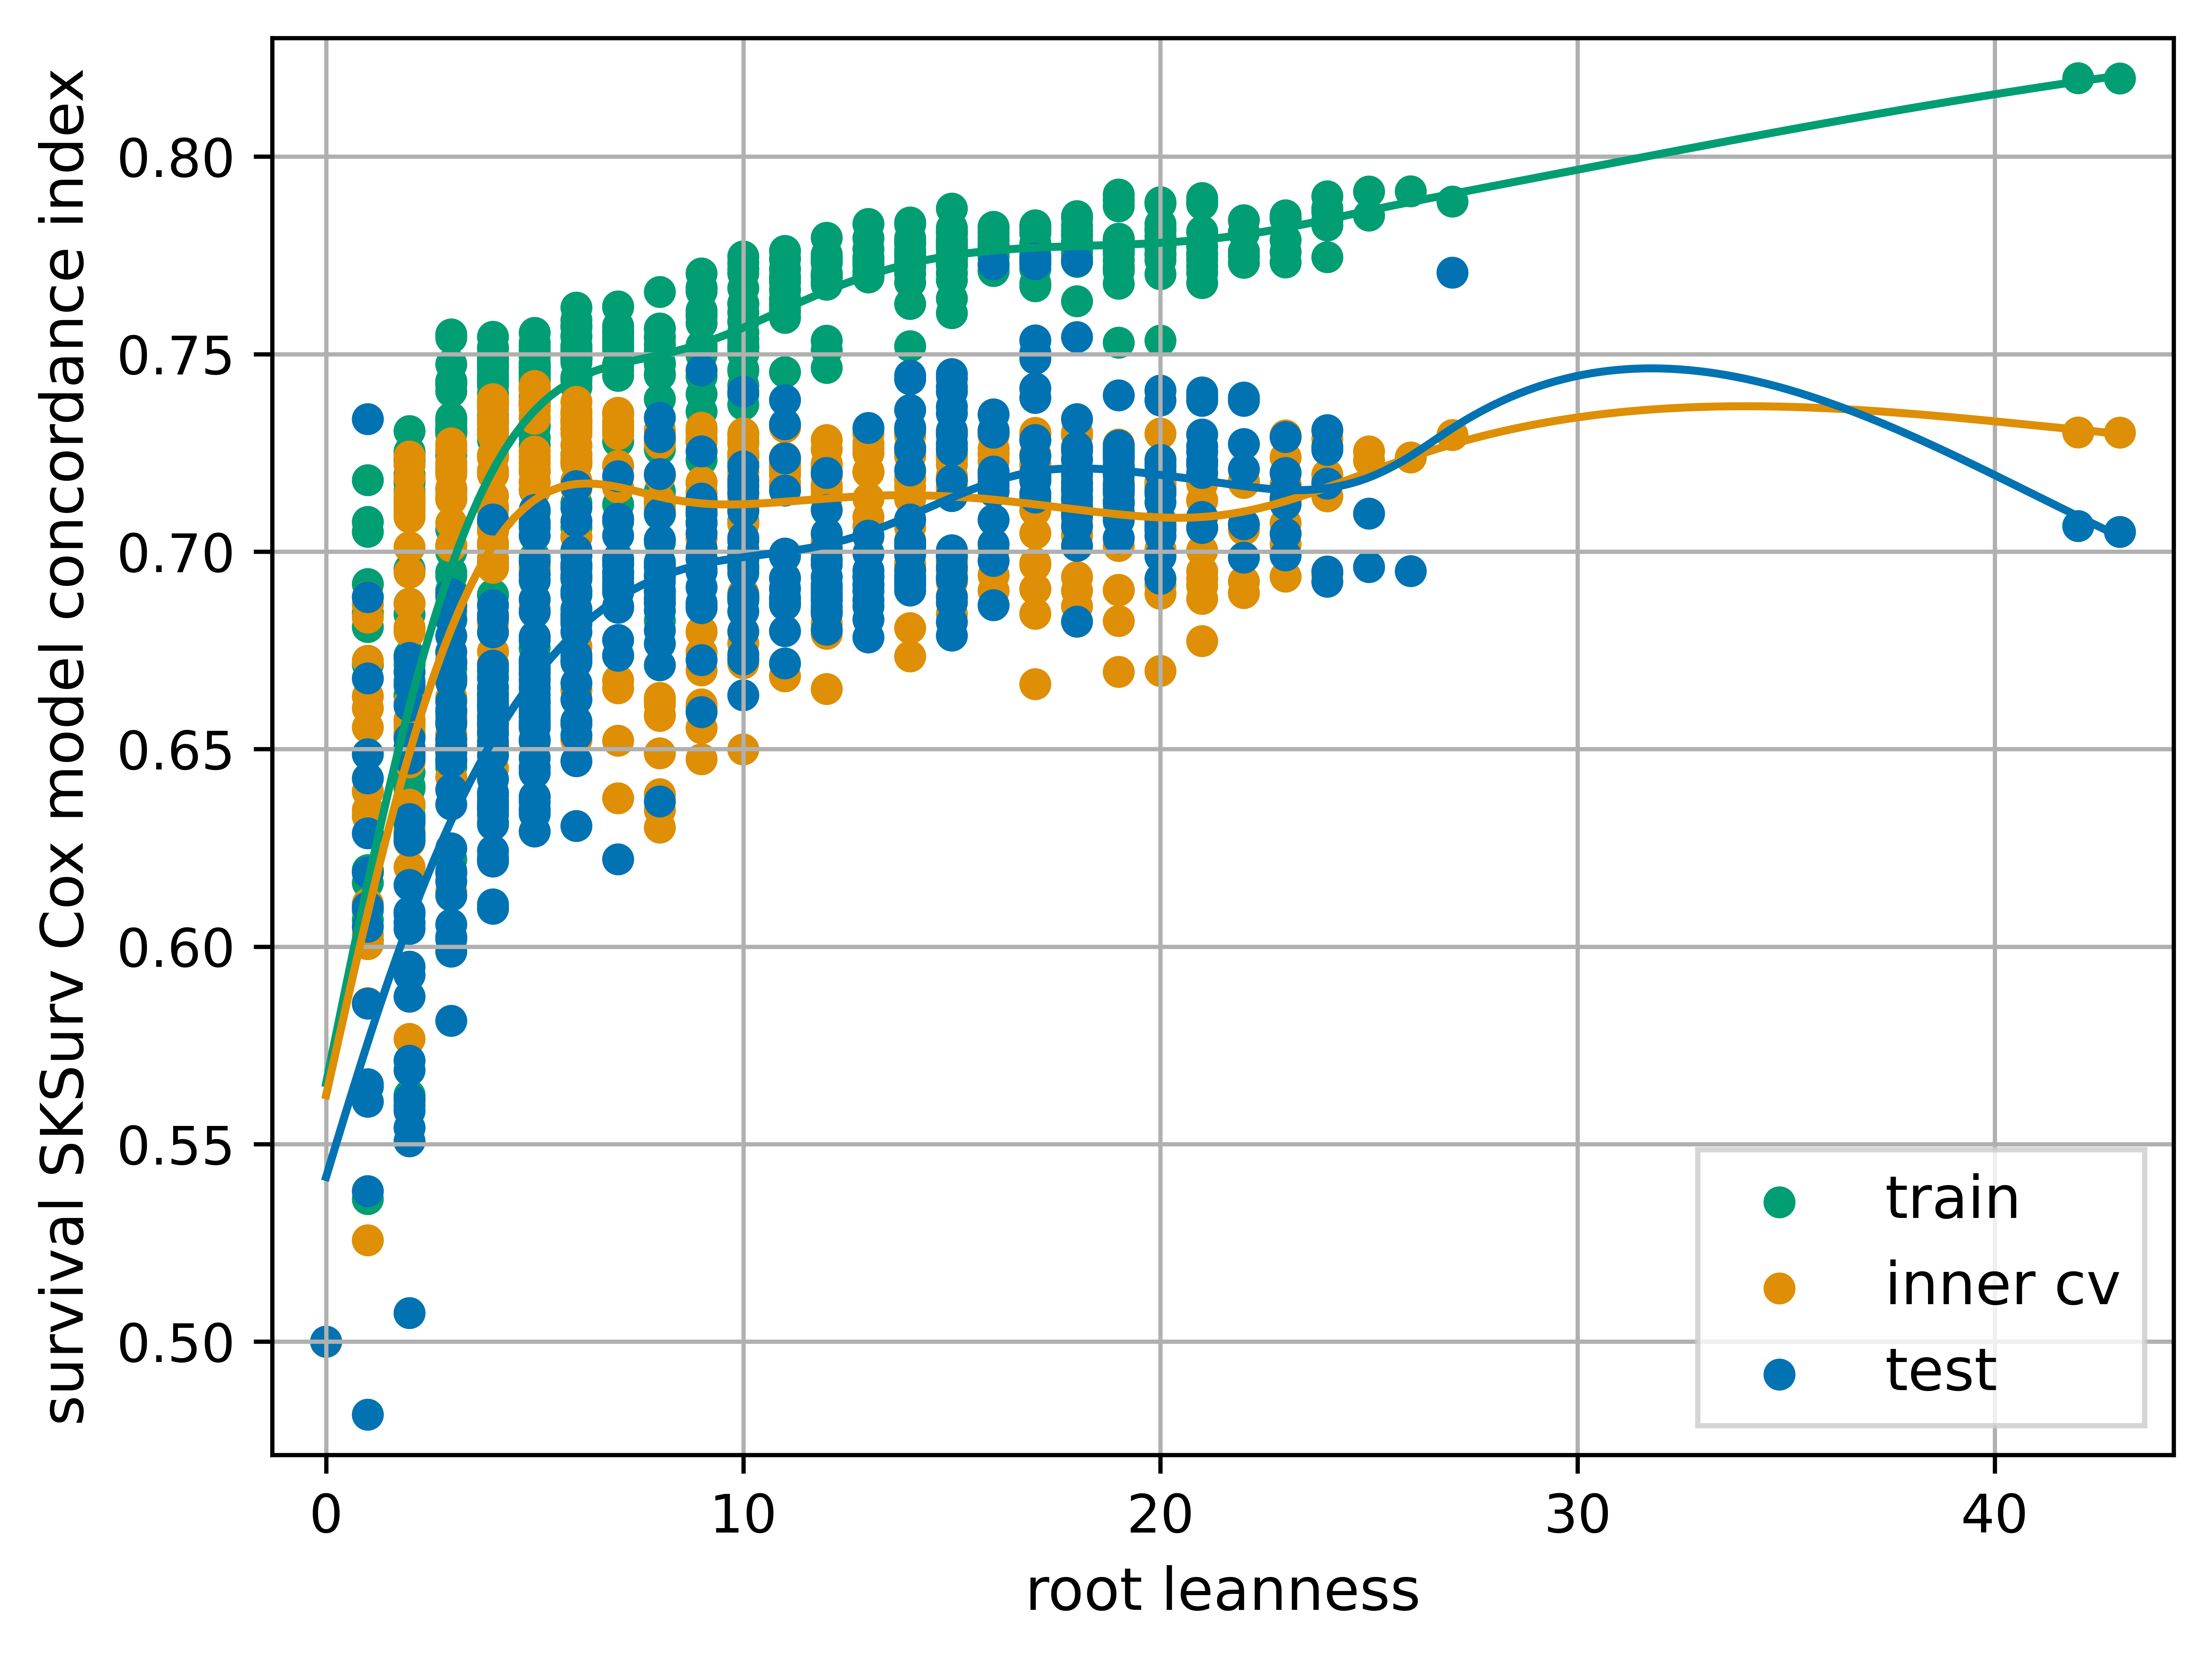 survival SKSurv Cox model concordance index
0.80
0.75
0.70
0.65
0.60
0.55
0.50
0 10 20 30 40
root leanness
train
inner cv
test